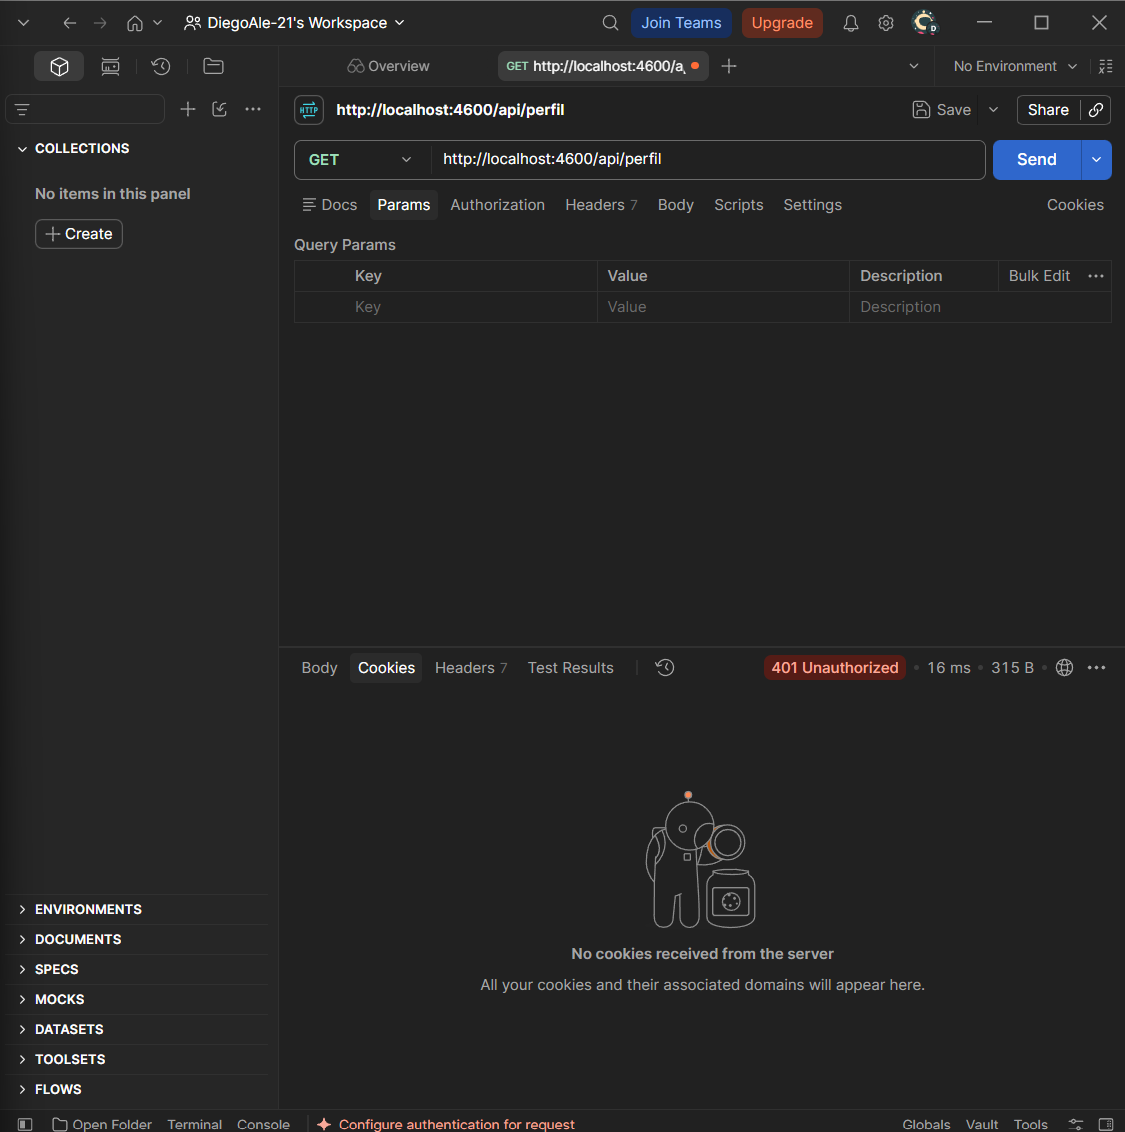 DiegoAle-21's Workspace
Join Teams
Upgrade
Overview
GET http://localhost:4600/a
No Environment
HTTP
http://localhost:4600/api/perfil
Save
Share
COLLECTIONS
No items in this panel
Create
GET
http://localhost:4600/api/perfil
Send
Docs
Params
Authorization
Headers 7
Body
Scripts
Settings
Cookies
Query Params
Key
Value
Description
Bulk Edit
Key
Value
Description
Body
Cookies
Headers 7
Test Results
401 Unauthorized
16 ms
315 B
No cookies received from the server
All your cookies and their associated domains will appear here.
ENVIRONMENTS
DOCUMENTS
SPECS
MOCKS
DATASETS
TOOLSETS
FLOWS
Open Folder
Terminal
Console
Configure authentication for request
Globals
Vault
Tools